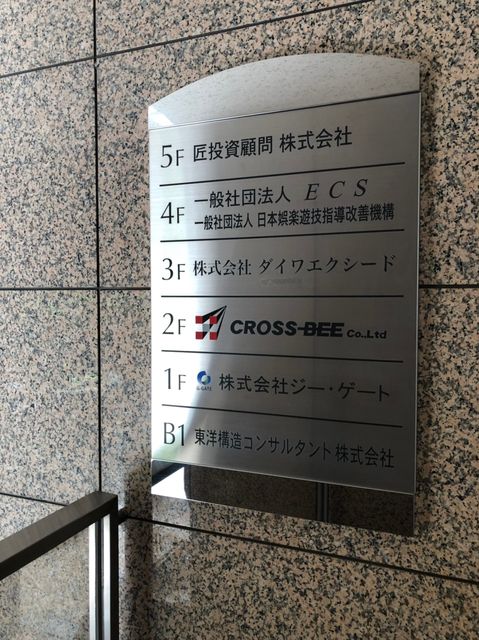 5F 匠投資顧問 株式会社
4F 一般社団法人 ECS
一般社団法人 日本娯楽遊技指導改善機構
3F 株式会社 ダイワエクシード
2F CROSS-BEE Co.,Ltd
1F G-GATE 株式会社ジー・ゲート
B1 東洋構造コンサルタント 株式会社